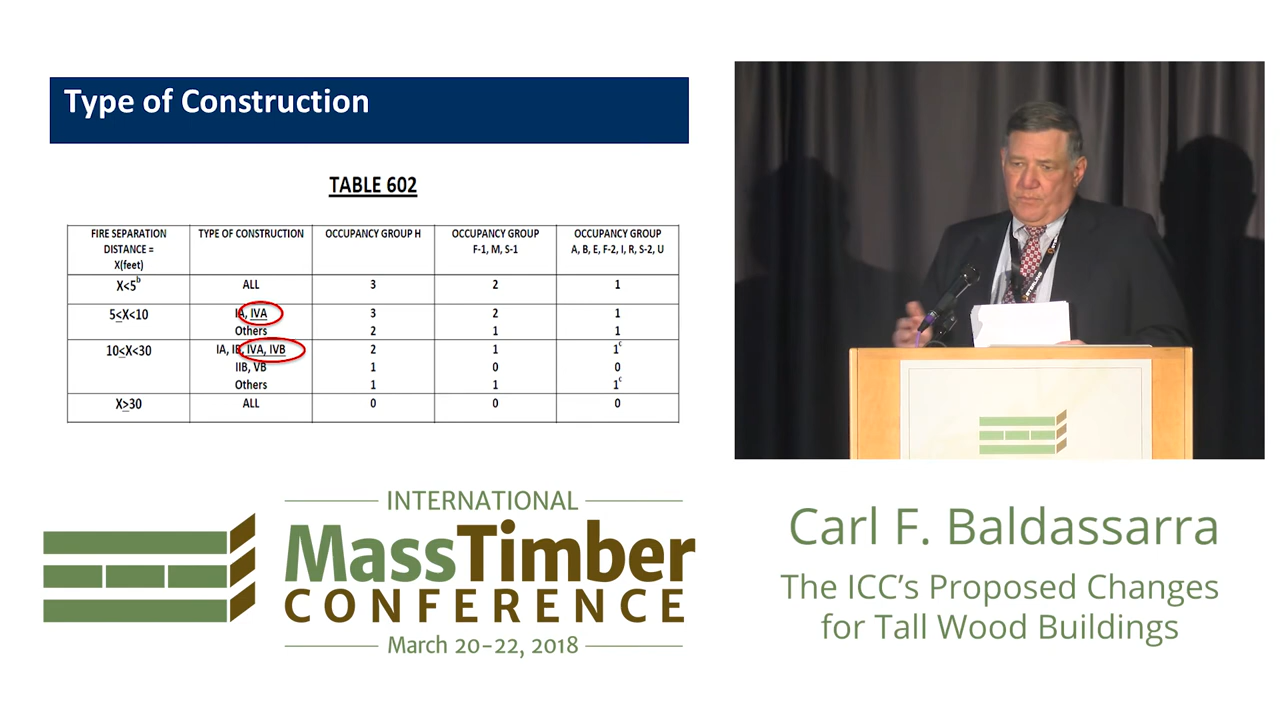 Type of Construction
TABLE 602
FIRE SEPARATION DISTANCE = X(feet) TYPE OF CONSTRUCTION OCCUPANCY GROUP H OCCUPANCY GROUP F-1, M, S-1 OCCUPANCY GROUP A, B, E, F-2, I, R, S-2, U
X<5b ALL 3 2 1
5≤X<10 IA, IVA 3 2 1
Others 2 1 1
10≤X<30 IA, IB, IVA, IVB 2 1 1c
IIB, VB 1 0 0
Others 1 1 1c
X≥30 ALL 0 0 0
INTERNATIONAL
MassTimber
CONFERENCE
March 20-22, 2018
Carl F. Baldassarra
The ICC's Proposed Changes
for Tall Wood Buildings